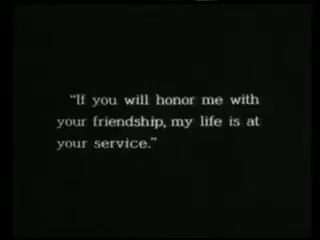 "If you will honor me with
your friendship, my life is at
your service."